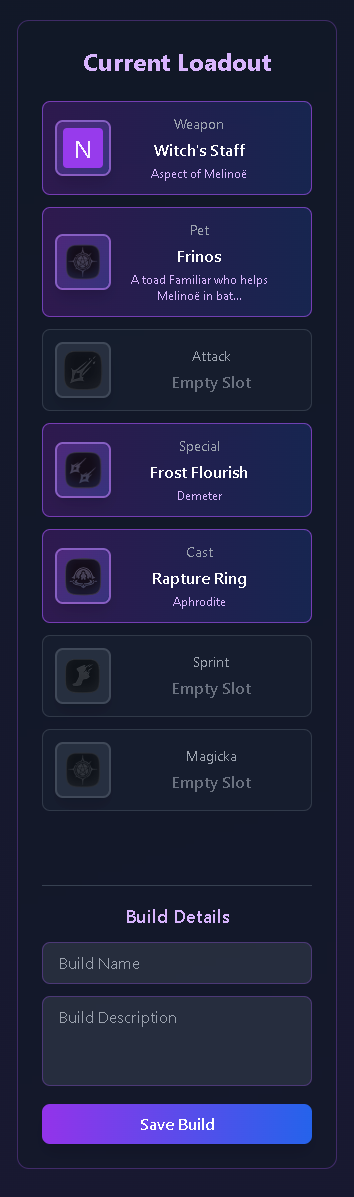 Current Loadout
Weapon
N
Witch's Staff
Aspect of Melinoë
Pet
Frinos
A toad Familiar who helps
Melinoë in bat...
Attack
Empty Slot
Special
Frost Flourish
Demeter
Cast
Rapture Ring
Aphrodite
Sprint
Empty Slot
Magicka
Empty Slot
Build Details
Build Name
Build Description
Save Build